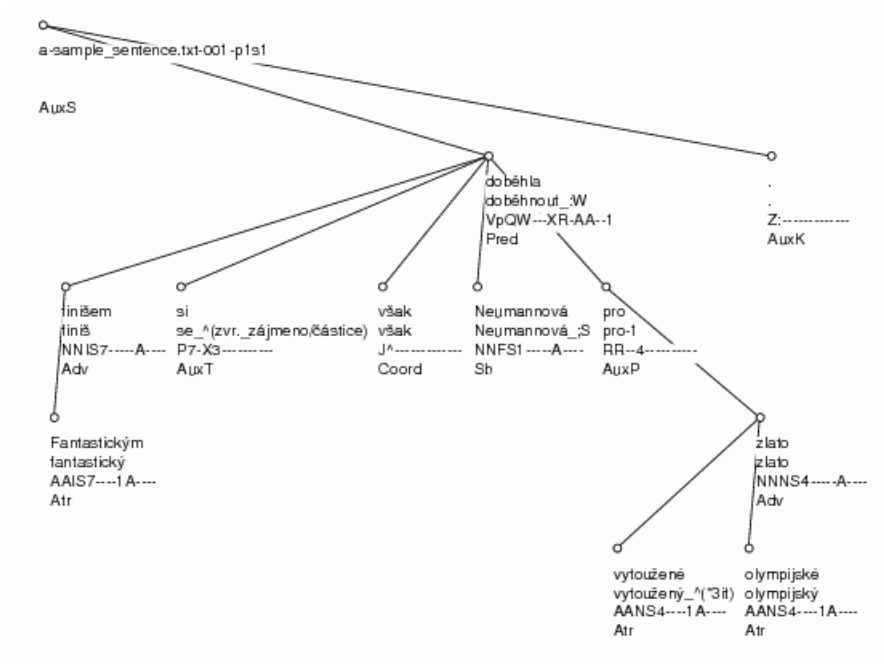 a-sample_sentence.txt-001-p1s1
AuxS
doběhla
doběhnout_:W
VpQW---XR-AA--1
Pred
.
.
Z:-------------
AuxK
finišem
finiš
NNIS7-----A----
Adv
si
se_^(zvr._zájmeno/částice)
P7-X3----------
AuxT
však
však
J^-------------
Coord
Neumannová
Neumannová_;S
NNFS1-----A----
Sb
pro
pro-1
RR--4----------
AuxP
Fantastickým
fantastický
AAIS7----1A----
Atr
zlato
zlato
NNNS4-----A----
Adv
vytoužené
vytoužený_^(*3it)
AANS4----1A----
Atr
olympijské
olympijský
AANS4----1A----
Atr